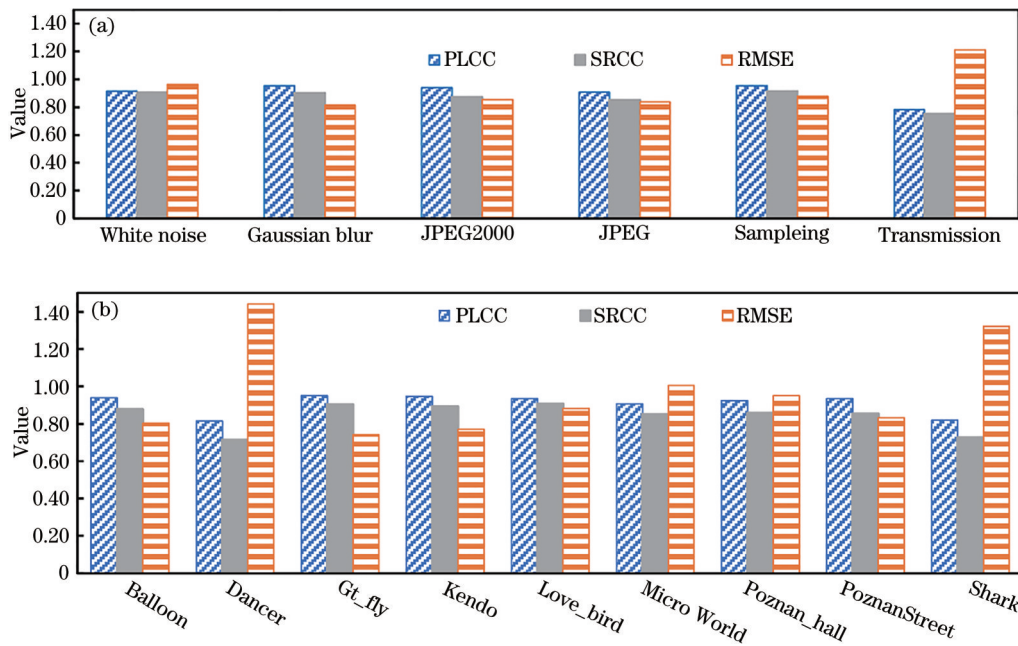 (a)
1.40
1.20
1.00
0.80
0.60
0.40
0.20
0
Value
PLCC SRCC RMSE
White noise Gaussian blur JPEG2000 JPEG Sampleing Transmission
(b)
1.40
1.20
1.00
0.80
0.60
0.40
0.20
0
Value
PLCC SRCC RMSE
Balloon Dancer Gt_fly Kendo Love_bird Micro World Poznan_hall PoznanStreet Shark